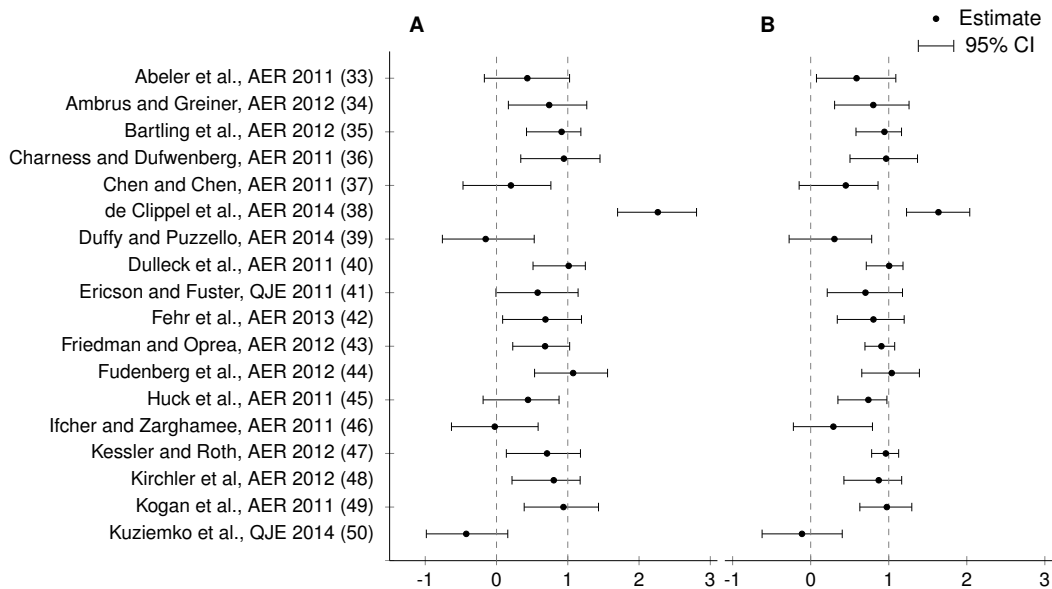 A
B
Estimate
95% CI
Abeler et al., AER 2011 (33)
Ambrus and Greiner, AER 2012 (34)
Bartling et al., AER 2012 (35)
Charness and Dufwenberg, AER 2011 (36)
Chen and Chen, AER 2011 (37)
de Clippel et al., AER 2014 (38)
Duffy and Puzzello, AER 2014 (39)
Dulleck et al., AER 2011 (40)
Ericson and Fuster, QJE 2011 (41)
Fehr et al., AER 2013 (42)
Friedman and Oprea, AER 2012 (43)
Fudenberg et al., AER 2012 (44)
Huck et al., AER 2011 (45)
Ifcher and Zarghamee, AER 2011 (46)
Kessler and Roth, AER 2012 (47)
Kirchler et al, AER 2012 (48)
Kogan et al., AER 2011 (49)
Kuziemko et al., QJE 2014 (50)
-1 0 1 2 3
-1 0 1 2 3